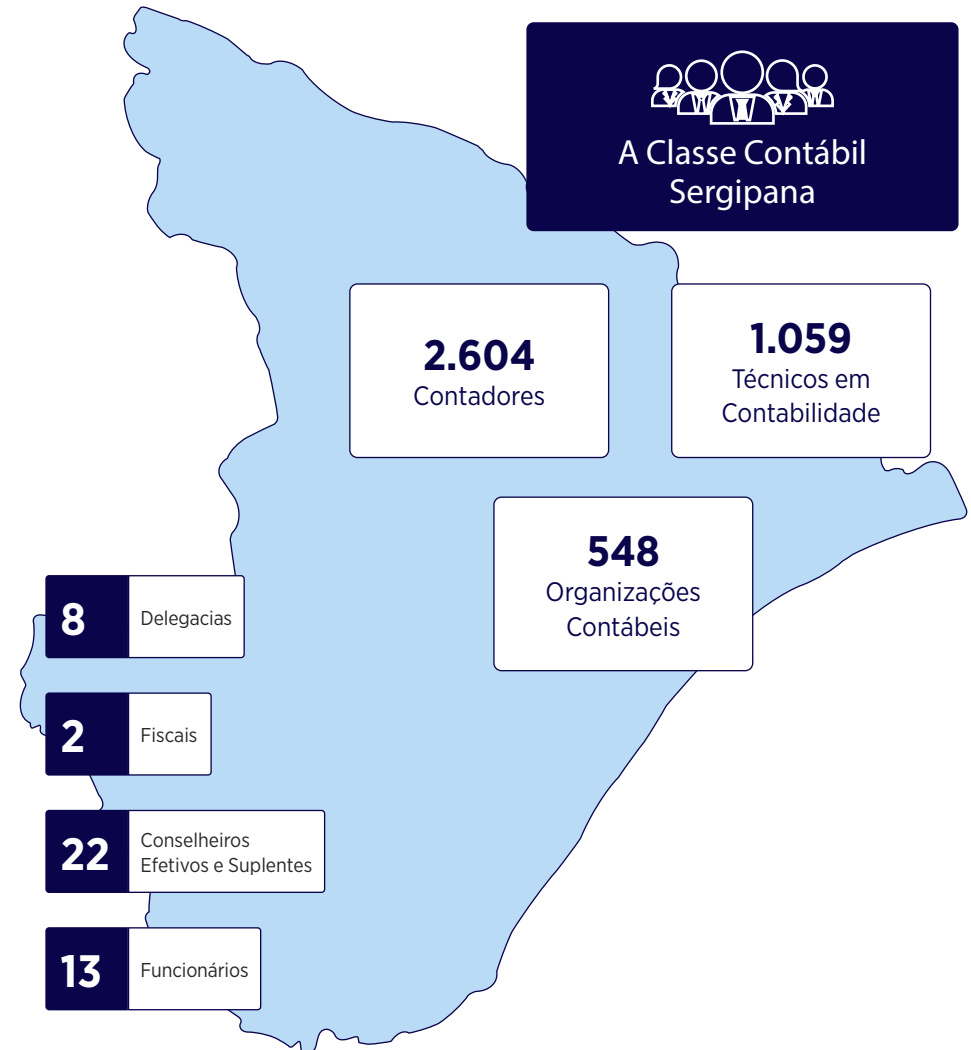 A Classe Contábil
Sergipana
2.604
Contadores
1.059
Técnicos em
Contabilidade
548
Organizações
Contábeis
8
Delegacias
2
Fiscais
22
Conselheiros
Efetivos e Suplentes
13
Funcionários